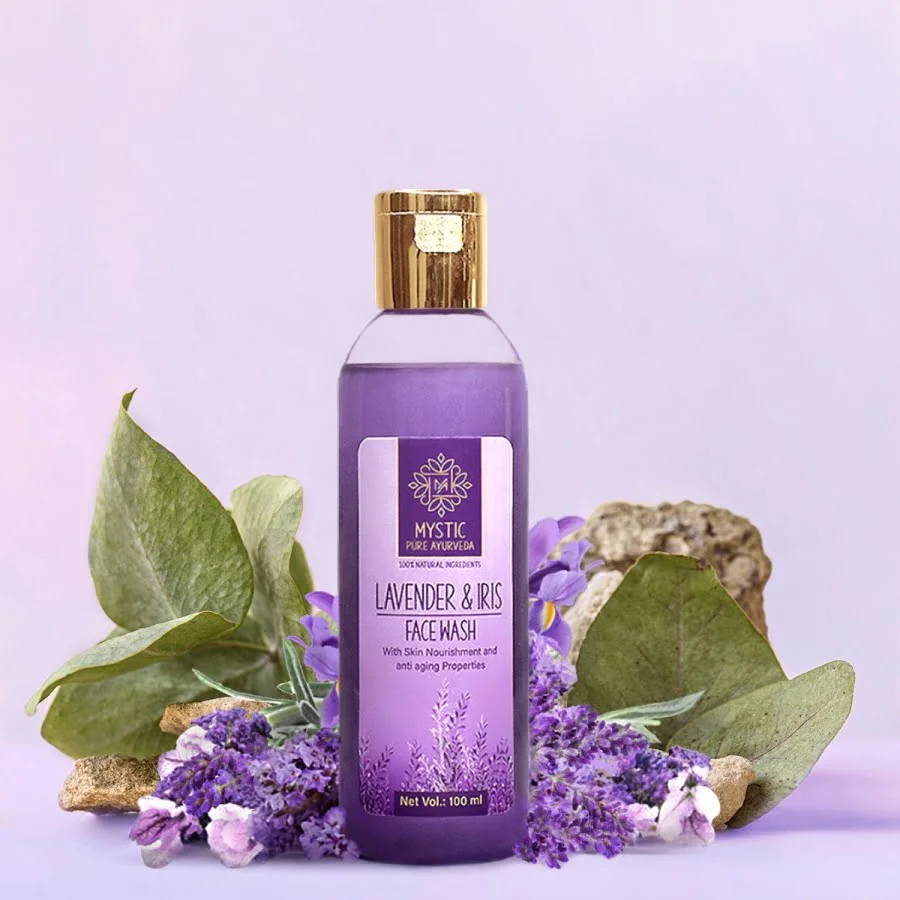 MYSTIC
PURE AYURVEDA
100% NATURAL INGREDIENTS
LAVENDER & IRIS
FACE WASH
With Skin Nourishment and
anti aging Properties
Net Vol.: 100 ml